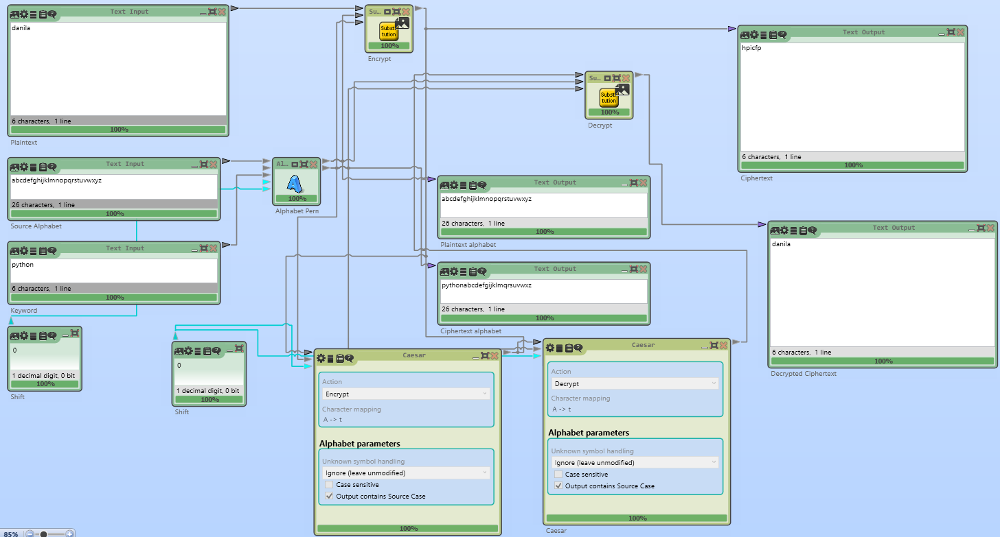 Text Input
danila
6 characters, 1 line
100%
Plaintext
Su...
Substi
tution
100%
Encrypt
Text Output
hpicfp
6 characters, 1 line
100%
Ciphertext
Su...
Substi
tution
100%
Decrypt
Text Input
abcdefghijklmnopqrstuvwxyz
26 characters, 1 line
100%
Source Alphabet
Al...
100%
Alphabet Pern
Text Output
abcdefghijklmnopqrstuvwxyz
26 characters, 1 line
100%
Plaintext alphabet
Text Output
danila
6 characters, 1 line
100%
Decrypted Ciphertext
Text Input
python
6 characters, 1 line
100%
Keyword
Text Output
pythonabcdefgijklmqrsuvwxz
26 characters, 1 line
100%
Ciphertext alphabet
0
1 decimal digit, 0 bit
100%
Shift
0
1 decimal digit, 0 bit
100%
Shift
Caesar
Action
Encrypt
Character mapping
A -> t
Alphabet parameters
Unknown symbol handling
Ignore (leave unmodified)
Case sensitive
Output contains Source Case
100%
Caesar
Action
Decrypt
Character mapping
A -> t
Alphabet parameters
Unknown symbol handling
Ignore (leave unmodified)
Case sensitive
Output contains Source Case
100%
Caesar
85%